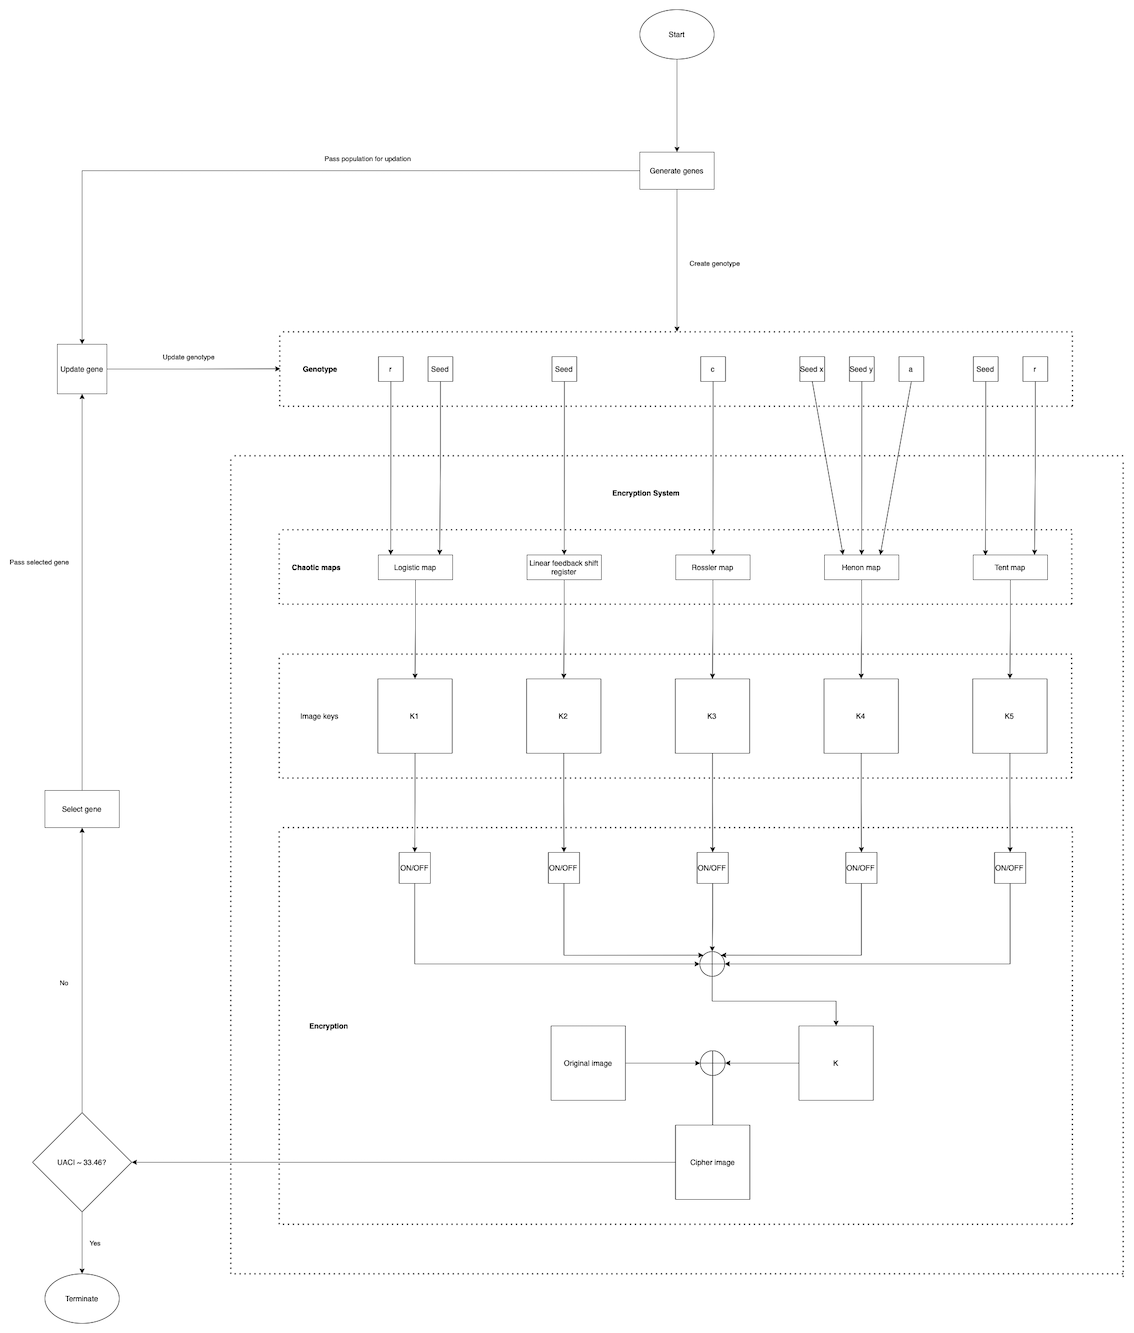 Start
Pass population for updation
Generate genes
Create genotype
Update gene
Update genotype
Genotype
r
Seed
Seed
c
Seed x
Seed y
a
Seed
r
Encryption System
Pass selected gene
Chaotic maps
Logistic map
Linear feedback shift
register
Rossler map
Henon map
Tent map
Image keys
K1
K2
K3
K4
K5
Select gene
ON/OFF
ON/OFF
ON/OFF
ON/OFF
ON/OFF
No
Encryption
Original image
K
UACI ~ 33.46?
Cipher image
Yes
Terminate